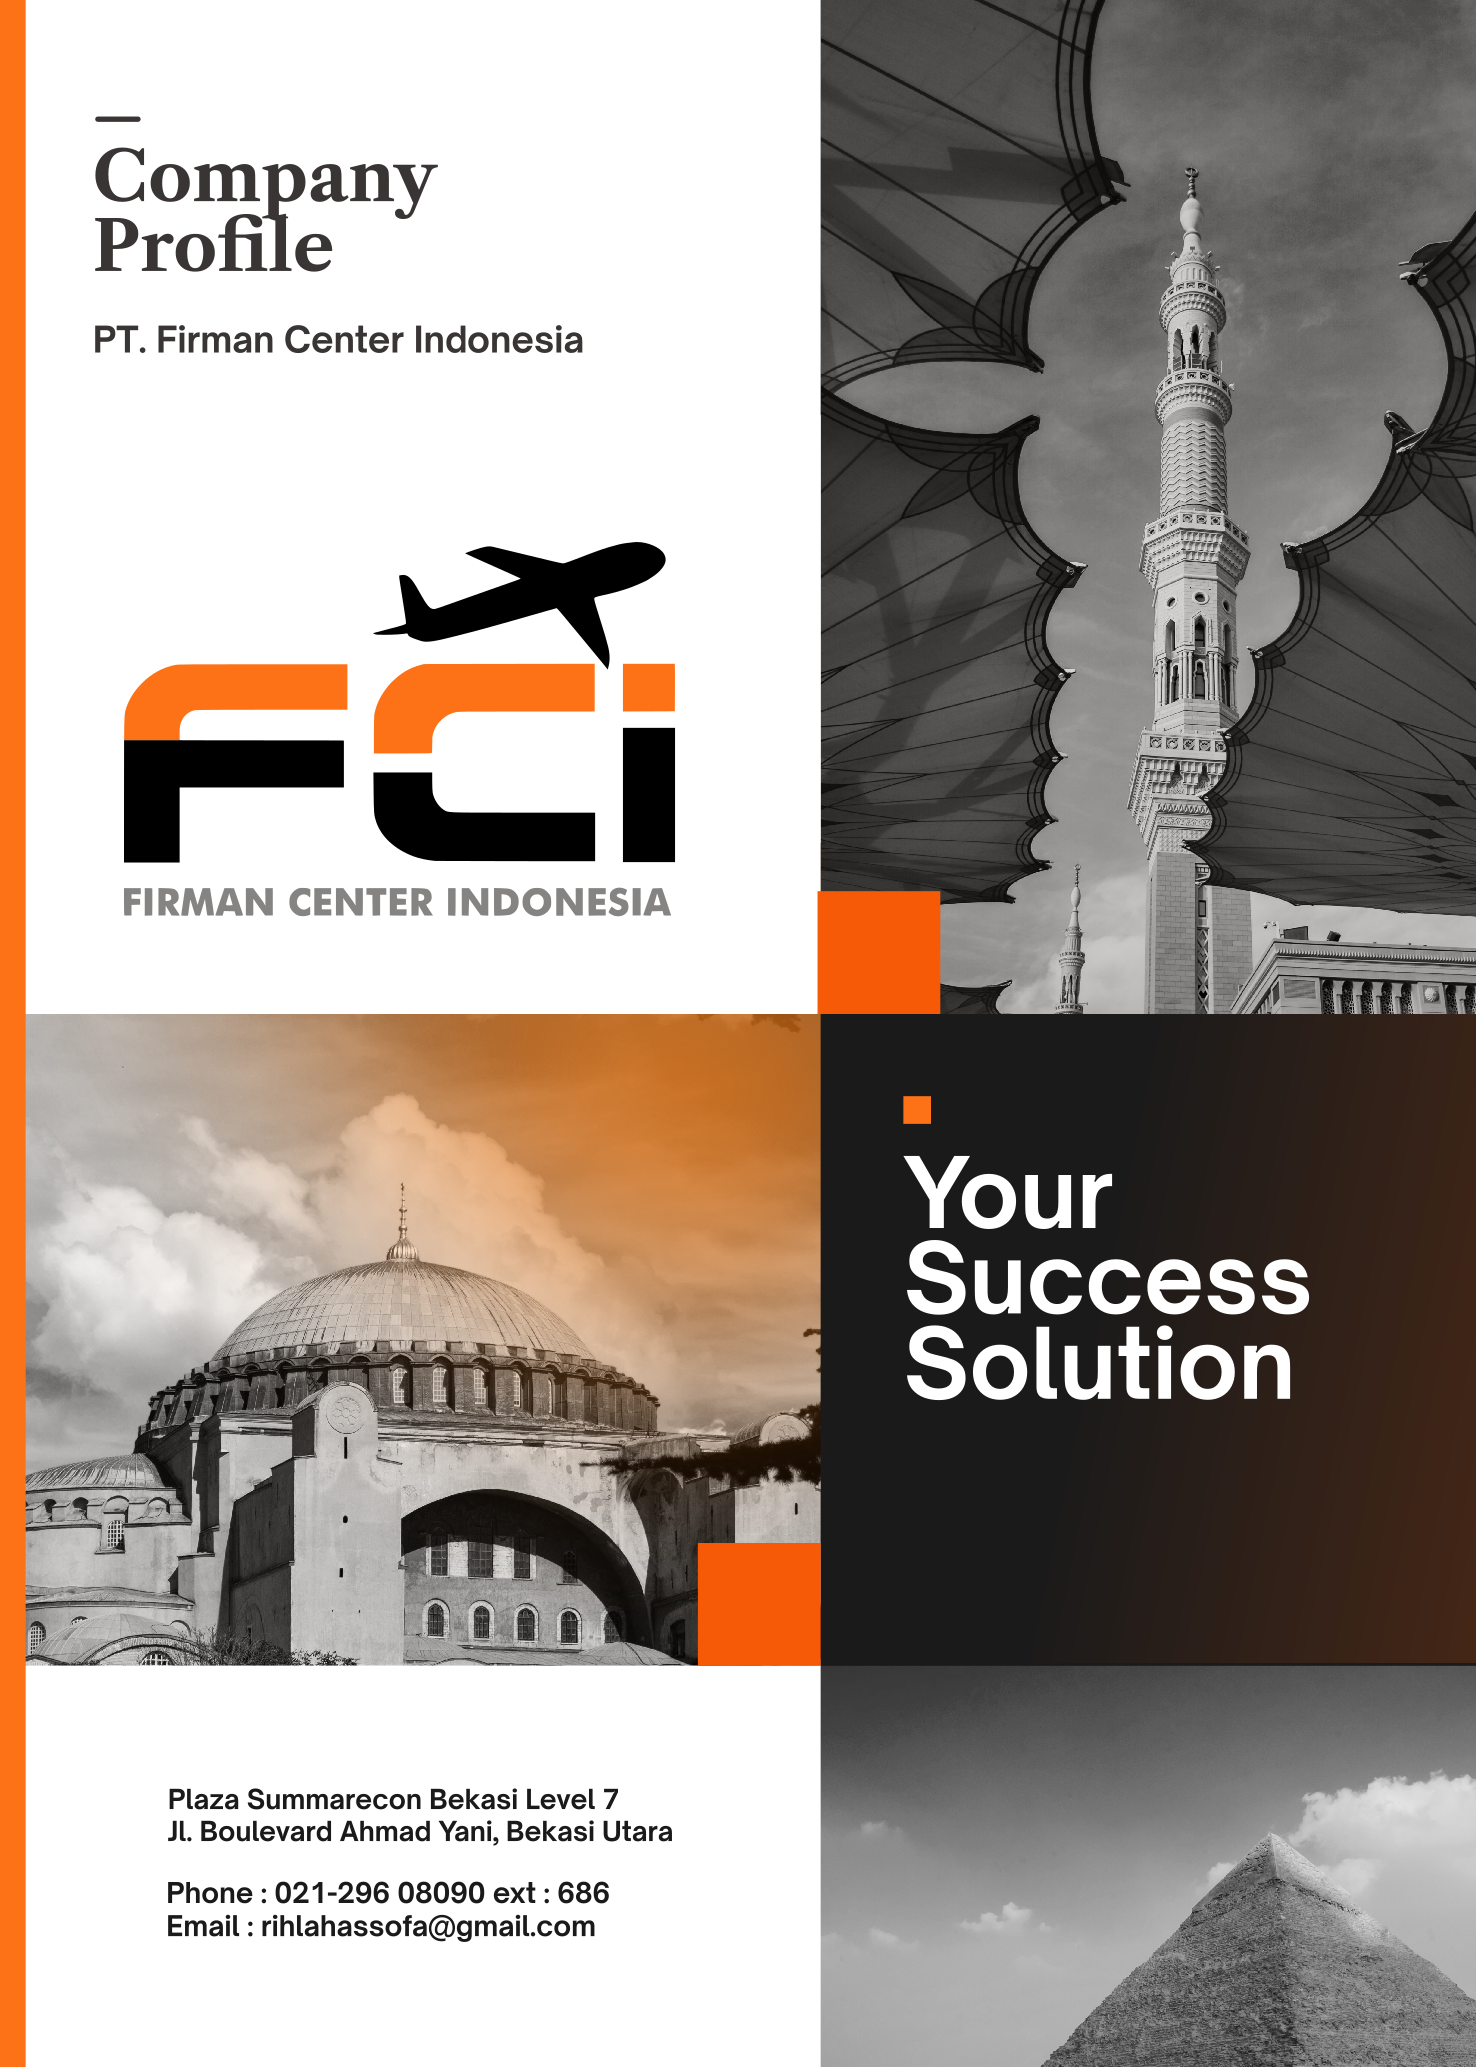 Company
Profile
PT. Firman Center Indonesia
FCi
FIRMAN CENTER INDONESIA
Your
Success
Solution
Plaza Summarecon Bekasi Level 7
Jl. Boulevard Ahmad Yani, Bekasi Utara
Phone : 021-296 08090 ext : 686
Email : rihlahassofa@gmail.com